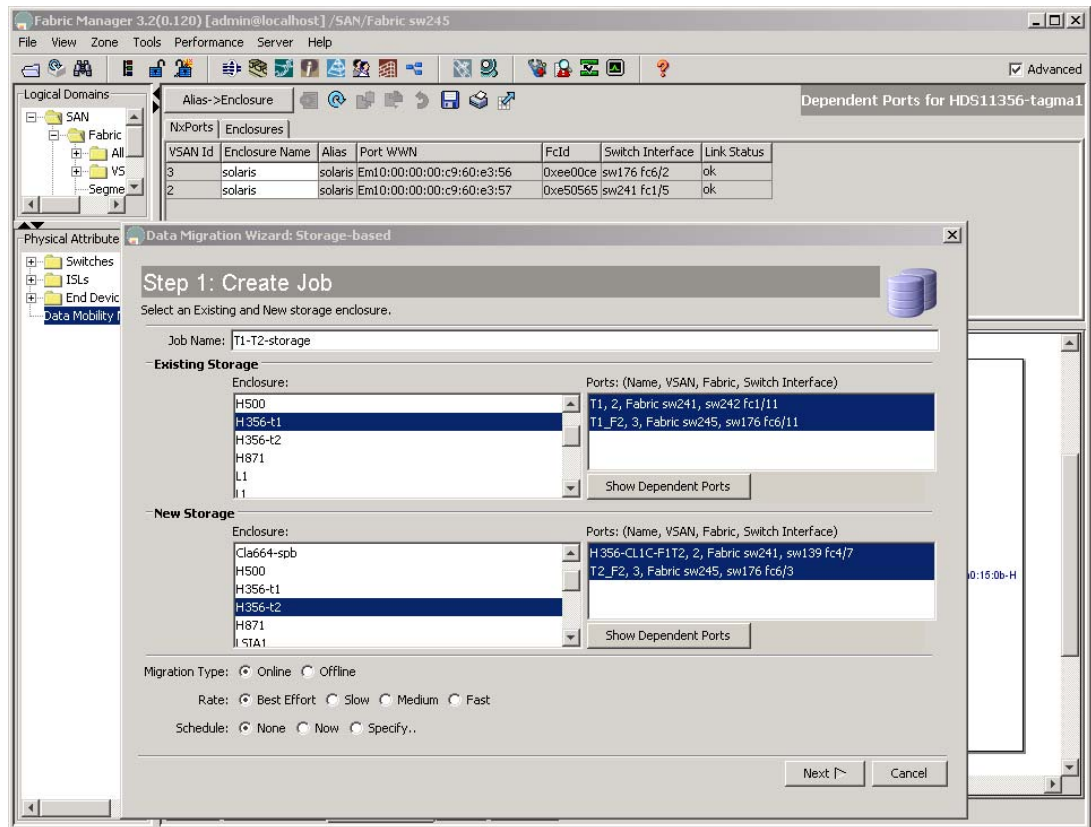 Fabric Manager 3.2(0.120) [admin@localhost] /SAN/Fabric sw245
File View Zone Tools Performance Server Help
Advanced
Logical Domains
SAN
Fabric
All
VS
Segme
Alias->Enclosure
Dependent Ports for HDS11356-tagma1
NxPorts Enclosures
VSAN Id Enclosure Name Alias Port WWN FcId Switch Interface Link Status
3 solaris solaris Em10:00:00:00:c9:60:e3:56 0xee00ce sw176 fc6/2 ok
2 solaris solaris Em10:00:00:00:c9:60:e3:57 0xe50565 sw241 fc1/5 ok
Physical Attribute
Switches
ISLs
End Devic
Data Mobility
Data Migration Wizard: Storage-based
Step 1: Create Job
Select an Existing and New storage enclosure.
Job Name: T1-T2-storage
Existing Storage
Enclosure:
H500
H356-t1
H356-t2
H871
L1
L1
Ports: (Name, VSAN, Fabric, Switch Interface)
T1, 2, Fabric sw241, sw242 fc1/11
T1_F2, 3, Fabric sw245, sw176 fc6/11
Show Dependent Ports
New Storage
Enclosure:
Cla664-spb
H500
H356-t1
H356-t2
H871
LSIA1
Ports: (Name, VSAN, Fabric, Switch Interface)
H356-CL1C-F1T2, 2, Fabric sw241, sw139 fc4/7
T2_F2, 3, Fabric sw245, sw176 fc6/3
Show Dependent Ports
0:15:0b-H
Migration Type: Online Offline
Rate: Best Effort Slow Medium Fast
Schedule: None Now Specify..
Next Cancel